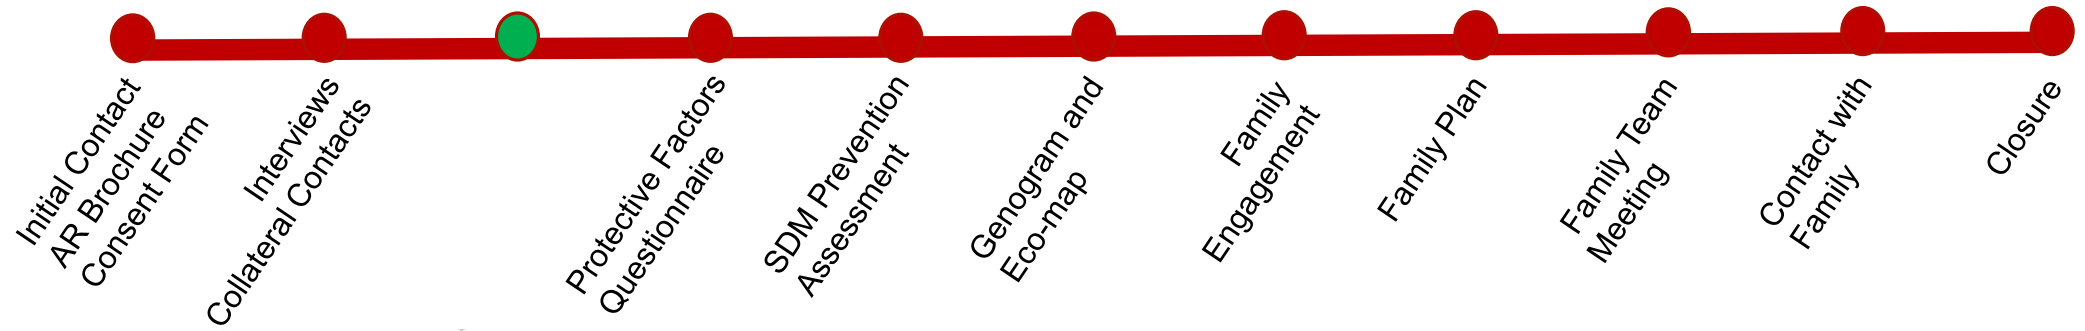 Initial Contact
AR Brochure
Consent Form
Interviews
Collateral Contacts
Protective Factors
Questionnaire
SDM Prevention
Assessment
Genogram and
Eco-map
Family
Engagement
Family Plan
Family Team
Meeting
Contact with
Family
Closure